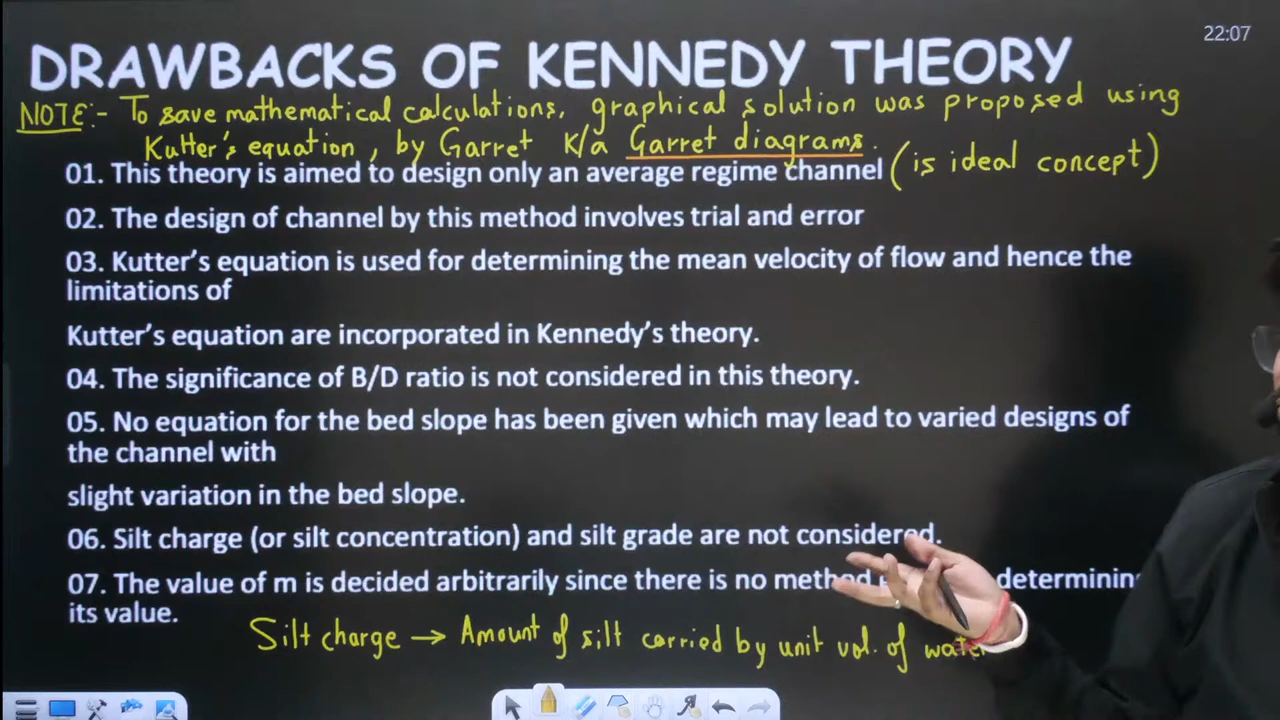 22:07
DRAWBACKS OF KENNEDY THEORY
NOTE:- To save mathematical calculations, graphical solution was proposed using
Kutter's equation, by Garret K/a Garret diagrams.
01. This theory is aimed to design only an average regime channel (is ideal concept)
02. The design of channel by this method involves trial and error
03. Kutter's equation is used for determining the mean velocity of flow and hence the
limitations of
Kutter's equation are incorporated in Kennedy's theory.
04. The significance of B/D ratio is not considered in this theory.
05. No equation for the bed slope has been given which may lead to varied designs of
the channel with
slight variation in the bed slope.
06. Silt charge (or silt concentration) and silt grade are not considered.
07. The value of m is decided arbitrarily since there is no method determining
its value.
Silt charge → Amount of silt carried by unit vol. of water